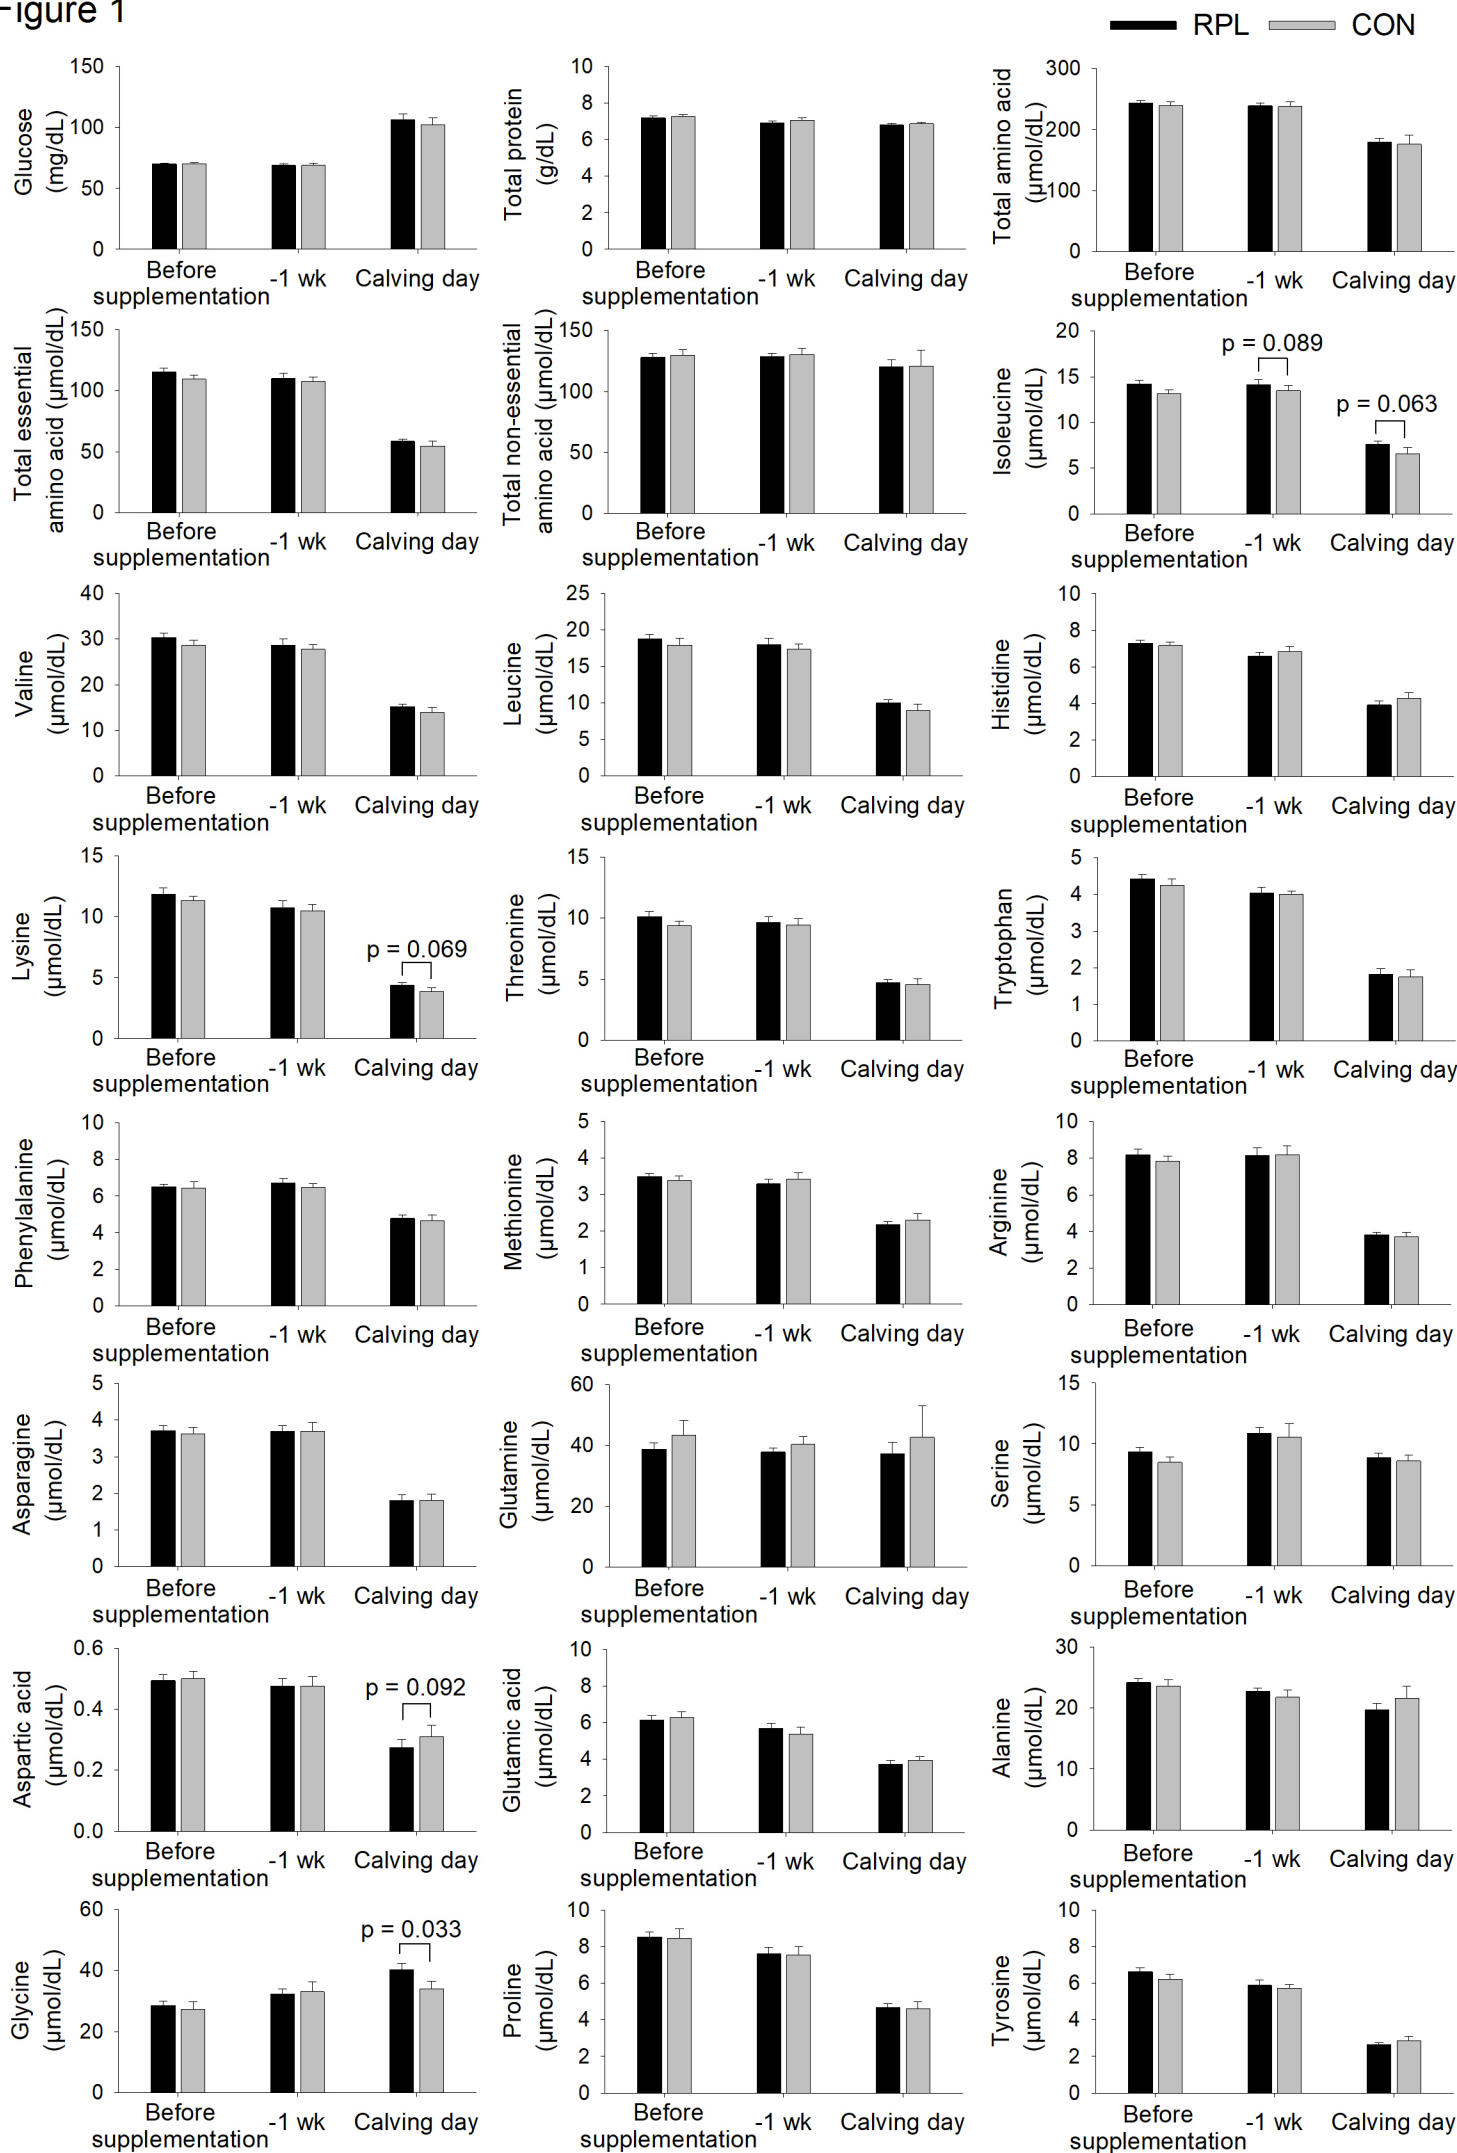 Figure 1
RPL CON
Glucose
(mg/dL)
150
100
50
0
Before
supplementation
-1 wk
Calving day
Total protein
(g/dL)
10
8
6
4
2
0
Before
supplementation
-1 wk
Calving day
Total amino acid
(µmol/dL)
300
200
100
0
Before
supplementation
-1 wk
Calving day
Total essential
amino acid (µmol/dL)
150
100
50
0
Before
supplementation
-1 wk
Calving day
Total non-essential
amino acid (µmol/dL)
150
100
50
0
Before
supplementation
-1 wk
Calving day
Isoleucine
(µmol/dL)
20
15
10
5
0
p = 0.089
p = 0.063
Before
supplementation
-1 wk
Calving day
Valine
(µmol/dL)
40
30
20
10
0
Before
supplementation
-1 wk
Calving day
Leucine
(µmol/dL)
25
20
15
10
5
0
Before
supplementation
-1 wk
Calving day
Histidine
(µmol/dL)
10
8
6
4
2
0
Before
supplementation
-1 wk
Calving day
Lysine
(µmol/dL)
15
10
5
0
p = 0.069
Before
supplementation
-1 wk
Calving day
Threonine
(µmol/dL)
15
10
5
0
Before
supplementation
-1 wk
Calving day
Tryptophan
(µmol/dL)
5
4
3
2
1
0
Before
supplementation
-1 wk
Calving day
Phenylalanine
(µmol/dL)
10
8
6
4
2
0
Before
supplementation
-1 wk
Calving day
Methionine
(µmol/dL)
5
4
3
2
1
0
Before
supplementation
-1 wk
Calving day
Arginine
(µmol/dL)
10
8
6
4
2
0
Before
supplementation
-1 wk
Calving day
Asparagine
(µmol/dL)
5
4
3
2
1
0
Before
supplementation
-1 wk
Calving day
Glutamine
(µmol/dL)
60
40
20
0
Before
supplementation
-1 wk
Calving day
Serine
(µmol/dL)
15
10
5
0
Before
supplementation
-1 wk
Calving day
Aspartic acid
(µmol/dL)
0.6
0.4
0.2
0.0
p = 0.092
Before
supplementation
-1 wk
Calving day
Glutamic acid
(µmol/dL)
10
8
6
4
2
0
Before
supplementation
-1 wk
Calving day
Alanine
(µmol/dL)
30
20
10
0
Before
supplementation
-1 wk
Calving day
Glycine
(µmol/dL)
60
40
20
0
p = 0.033
Before
supplementation
-1 wk
Calving day
Proline
(µmol/dL)
10
8
6
4
2
0
Before
supplementation
-1 wk
Calving day
Tyrosine
(µmol/dL)
10
8
6
4
2
0
Before
supplementation
-1 wk
Calving day